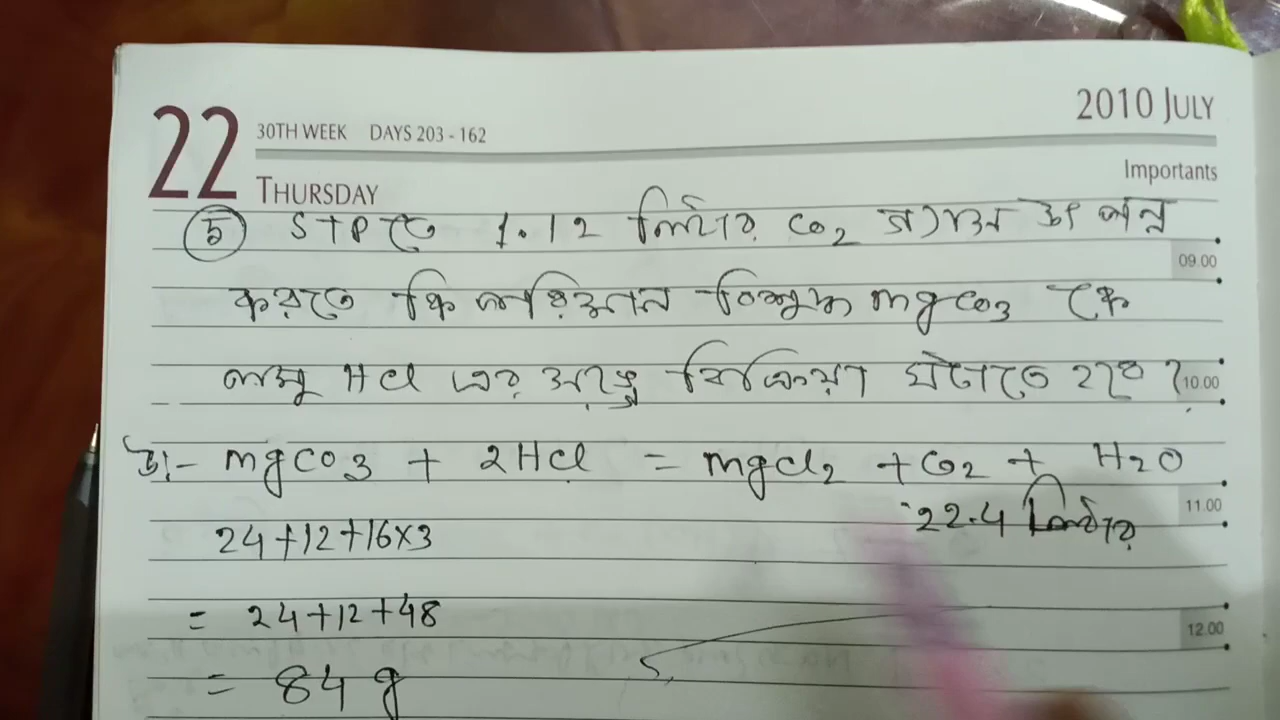 2010 JULY
22
30TH WEEK DAYS 203 - 162
Importants
THURSDAY
৫ STP তে 1.12 লিটার CO2 গ্যাস উৎপন্ন
09.00
করতে কি পরিমান বিশুদ্ধ mgco3 কে
লঘু HCl এর সঙ্গে বিক্রিয়া ঘটাতে হবে ?
10.00
উঃ- mgco3 + 2HCl = mgcl2 + CO2 + H2O
22.4 লিটার
11.00
24+12+16×3
= 24+12+48
12.00
= 84 g